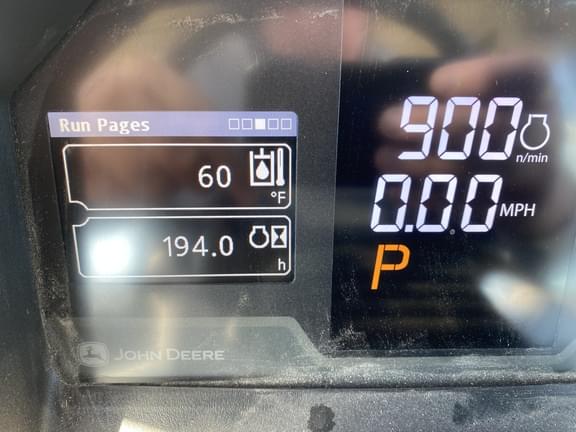 Run Pages
60
°F
194.0
h
JOHN DEERE
900
n/min
0.00 MPH
P